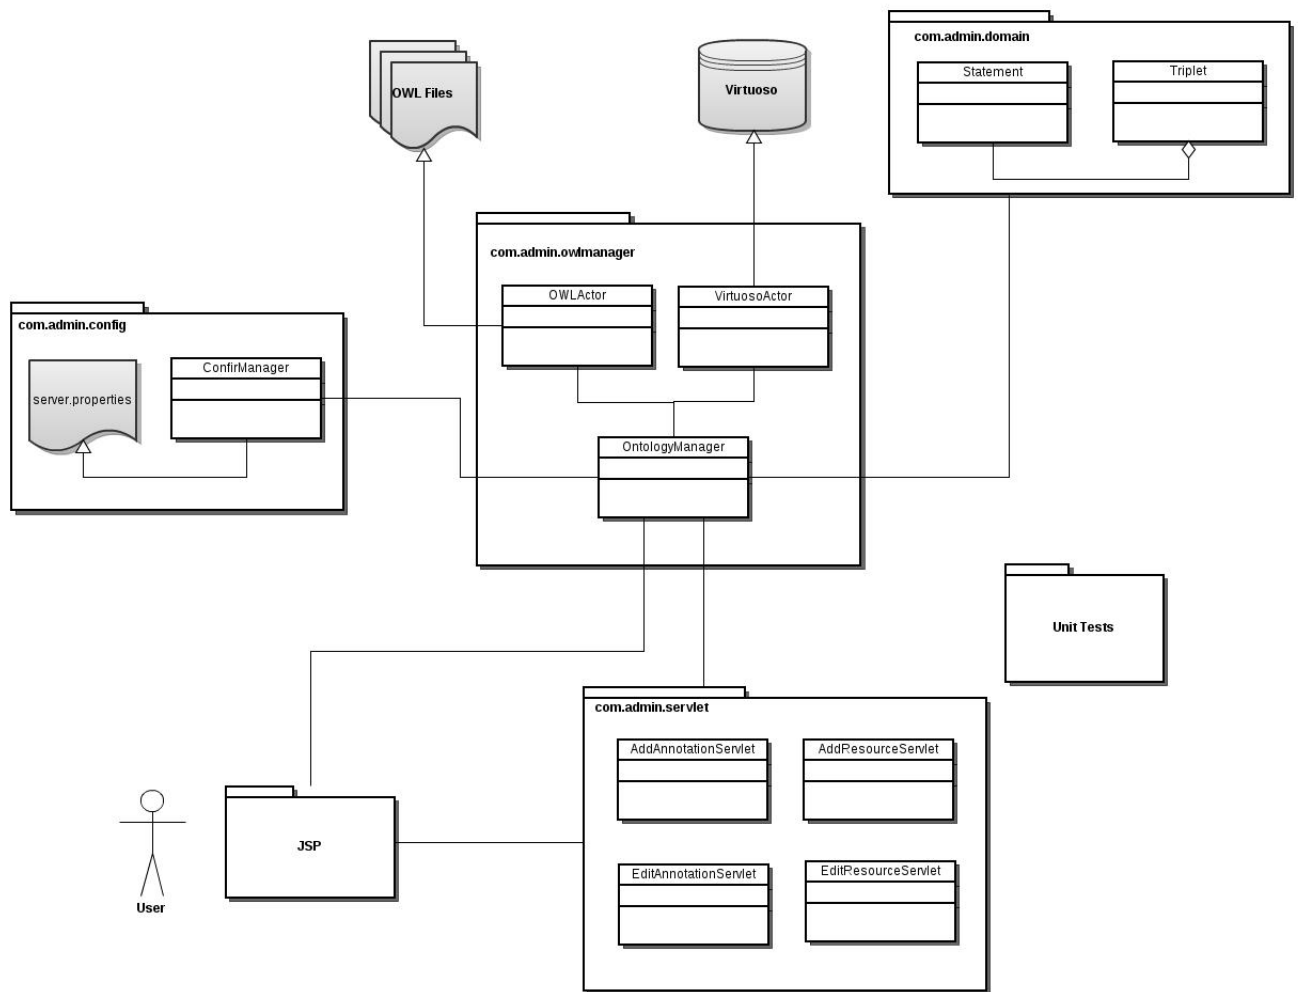 com.admin.domain
Statement
Triplet
OWL Files
Virtuoso
com.admin.owlmanager
OWLActor
VirtuosoActor
com.admin.config
ConfirManager
server.properties
OntologyManager
Unit Tests
com.admin.servlet
AddAnnotationServlet
AddResourceServlet
JSP
EditAnnotationServlet
EditResourceServlet
User